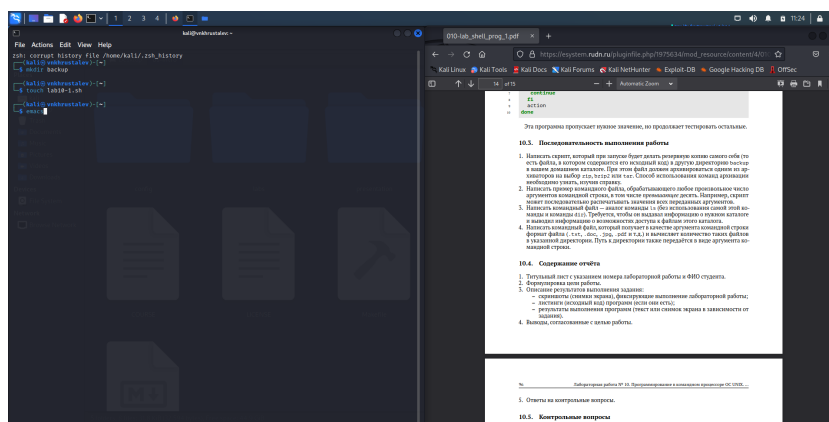 1 2 3 4
11:24
kali@vnkhrustalev: ~
File Actions Edit View Help
zsh: corrupt history file /home/kali/.zsh_history
(kali㉿vnkhrustalev)-[~]
$ mkdir backup
(kali㉿vnkhrustalev)-[~]
$ touch lab10-1.sh
(kali㉿vnkhrustalev)-[~]
$ emacs
010-lab_shell_prog_1.pdf
https://esystem.rudn.ru/pluginfile.php/1975634/mod_resource/content/4/010
Kali Linux Kali Tools Kali Docs Kali Forums Kali NetHunter Exploit-DB Google Hacking DB OffSec
14 of 15 Automatic Zoom
continue
fi
action
done
Эта программа пропускает нужное значение, но продолжает тестировать остальные.
10.3. Последовательность выполнения работы
1. Написать скрипт, который при запуске будет делать резервную копию самого себя (то
есть файла, в котором содержится его исходный код) в другую директорию backup
в вашем домашнем каталоге. При этом файл должен архивироваться одним из ар-
хиваторов на выбор zip, bzip2 или tar. Способ использования команд архивации
необходимо узнать, изучив справку.
2. Написать пример командного файла, обрабатывающего любое произвольное число
аргументов командной строки, в том числе превышающее десять. Например, скрипт
может последовательно распечатывать значения всех переданных аргументов.
3. Написать командный файл — аналог команды ls (без использования самой этой ко-
манды и команды dir). Требуется, чтобы он выдавал информацию о нужном каталоге
и выводил информацию о возможностях доступа к файлам этого каталога.
4. Написать командный файл, который получает в качестве аргумента командной строки
формат файла (.txt, .doc, .jpg, .pdf и т.д.) и вычисляет количество таких файлов
в указанной директории. Путь к директории также передаётся в виде аргумента ко-
мандной строки.
10.4. Содержание отчёта
1. Титульный лист с указанием номера лабораторной работы и ФИО студента.
2. Формулировка цели работы.
3. Описание результатов выполнения задания:
– скриншоты (снимки экрана), фиксирующие выполнение лабораторной работы;
– листинги (исходный код) программ (если они есть);
– результаты выполнения программ (текст или снимок экрана в зависимости от
задания).
4. Выводы, согласованные с целью работы.
96 Лабораторная работа № 10. Программирование в командном процессоре ОС UNIX. …
5. Ответы на контрольные вопросы.
10.5. Контрольные вопросы